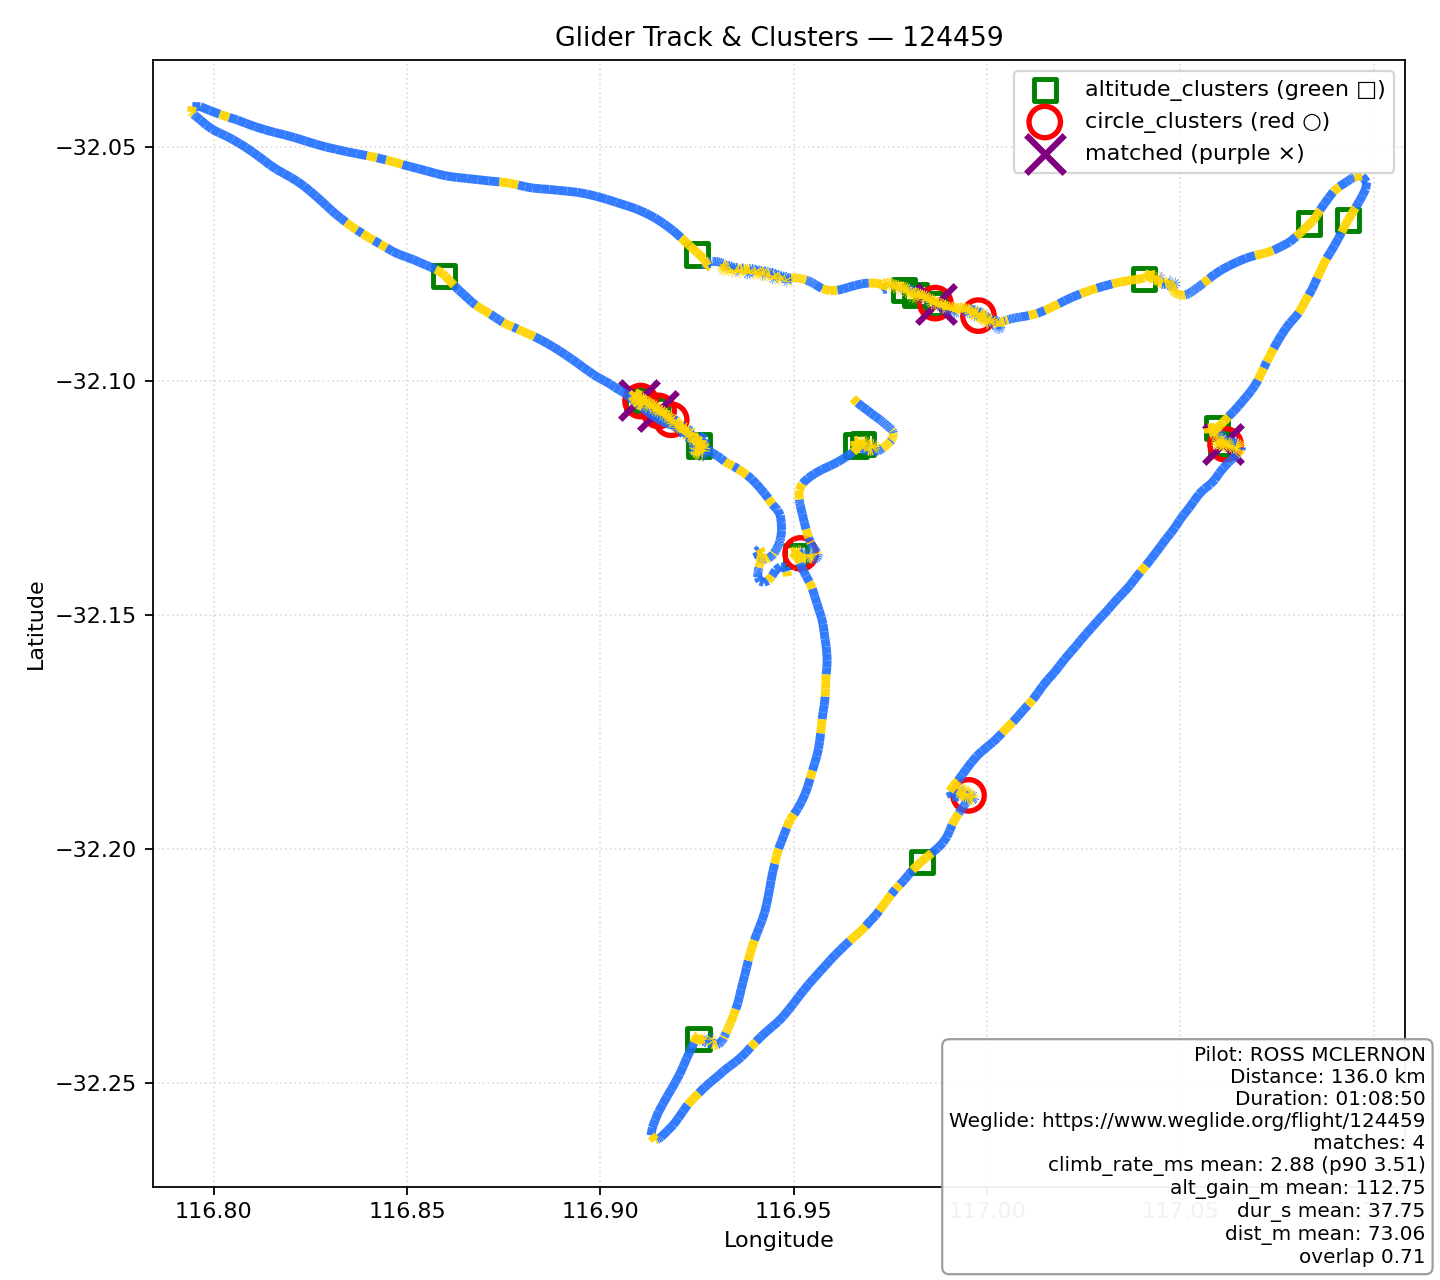 Glider Track & Clusters — 124459
altitude_clusters (green □)
circle_clusters (red ○)
matched (purple ×)
−32.05
−32.10
−32.15
−32.20
−32.25
Latitude
116.80
116.85
116.90
116.95
117.00
117.05
Longitude
Pilot: ROSS MCLERNON
Distance: 136.0 km
Duration: 01:08:50
Weglide: https://www.weglide.org/flight/124459
matches: 4
climb_rate_ms mean: 2.88 (p90 3.51)
alt_gain_m mean: 112.75
dur_s mean: 37.75
dist_m mean: 73.06
overlap 0.71